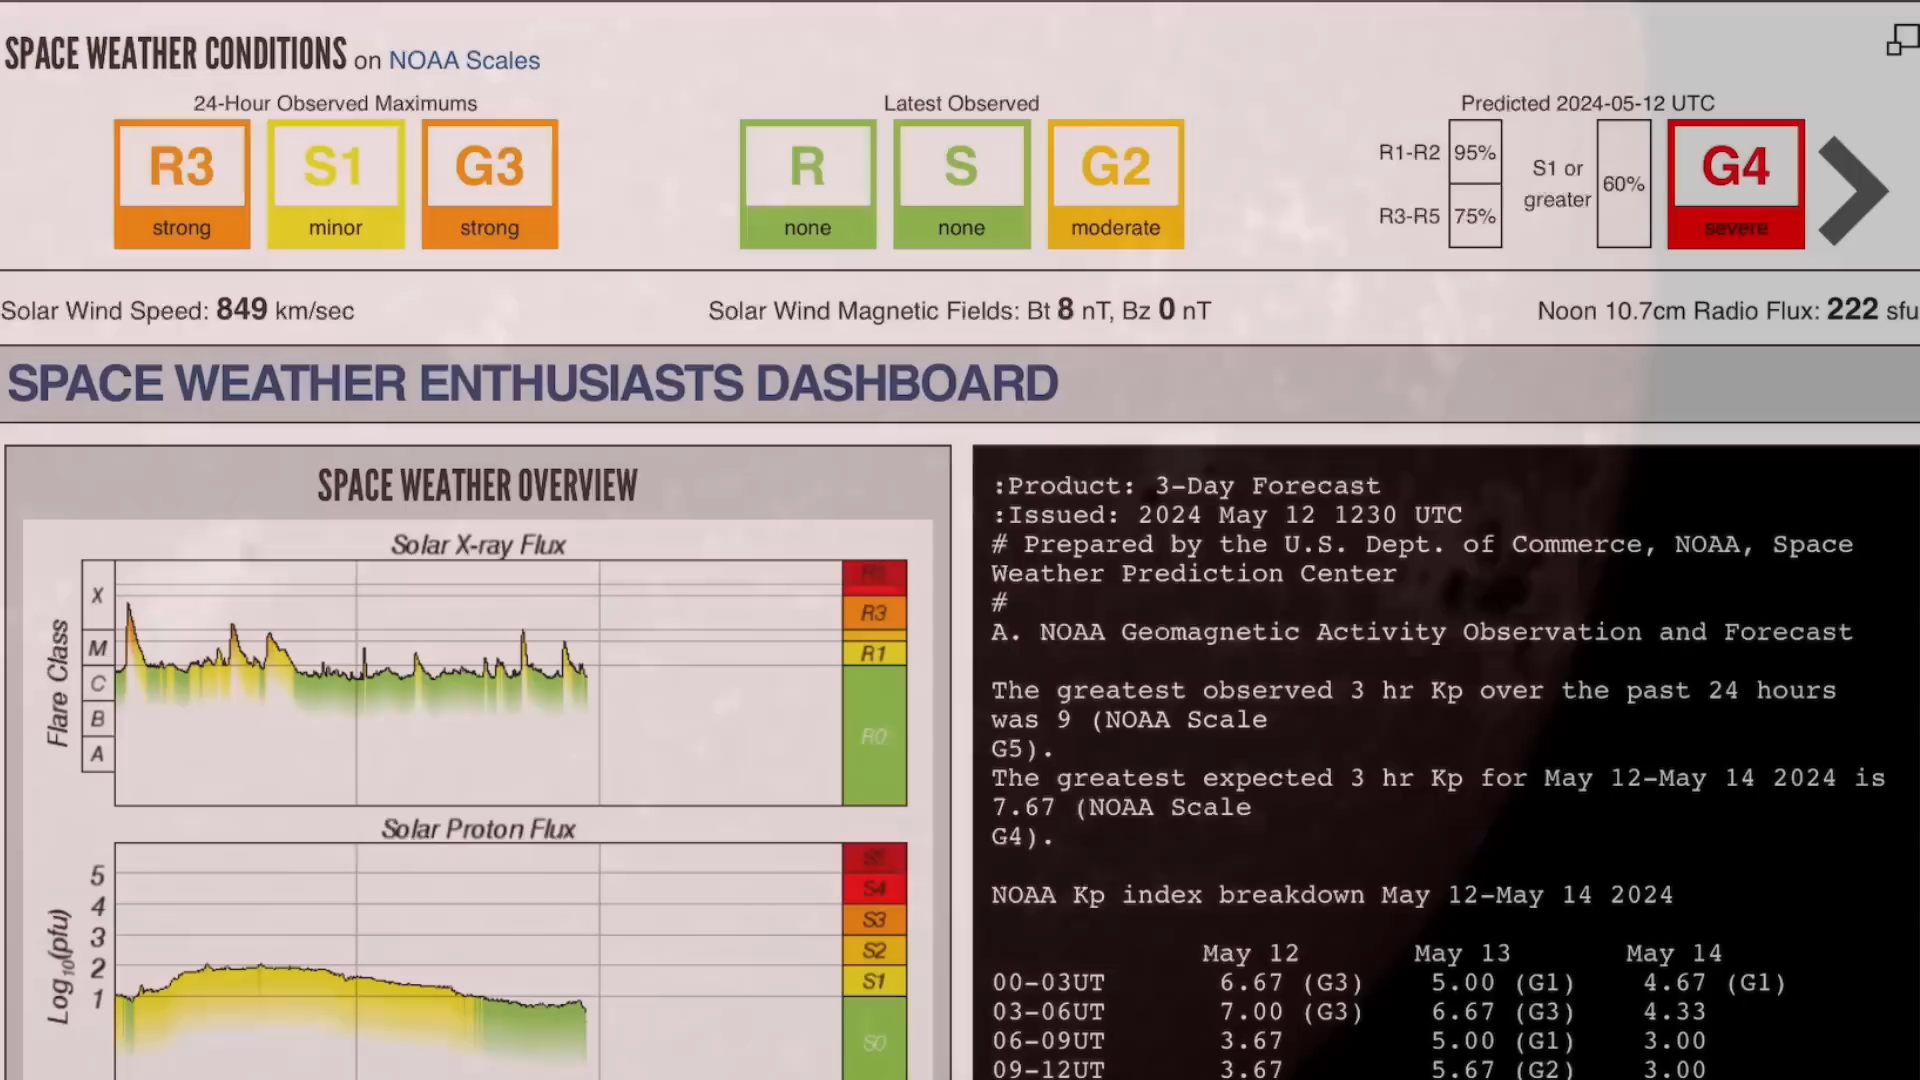 SPACE WEATHER CONDITIONS on NOAA Scales
24-Hour Observed Maximums
R3
strong
S1
minor
G3
strong
Latest Observed
R
none
S
none
G2
moderate
Predicted 2024-05-12 UTC
R1-R2 95%
R3-R5 75%
S1 or
greater
60%
G4
severe
Solar Wind Speed: 849 km/sec
Solar Wind Magnetic Fields: Bt 8 nT, Bz 0 nT
Noon 10.7cm Radio Flux: 222 sfu
SPACE WEATHER ENTHUSIASTS DASHBOARD
SPACE WEATHER OVERVIEW
Solar X-ray Flux
Flare Class
X
M
C
B
A
R3
R1
R0
Solar Proton Flux
Log10(pfu)
5
4
3
2
1
S4
S3
S2
S1
S0
:Product: 3-Day Forecast
:Issued: 2024 May 12 1230 UTC
# Prepared by the U.S. Dept. of Commerce, NOAA, Space
Weather Prediction Center
#
A. NOAA Geomagnetic Activity Observation and Forecast
The greatest observed 3 hr Kp over the past 24 hours
was 9 (NOAA Scale
G5).
The greatest expected 3 hr Kp for May 12-May 14 2024 is
7.67 (NOAA Scale
G4).
NOAA Kp index breakdown May 12-May 14 2024
May 12 May 13 May 14
00-03UT 6.67 (G3) 5.00 (G1) 4.67 (G1)
03-06UT 7.00 (G3) 6.67 (G3) 4.33
06-09UT 3.67 5.00 (G1) 3.00
09-12UT 3.67 5.67 (G2) 3.00